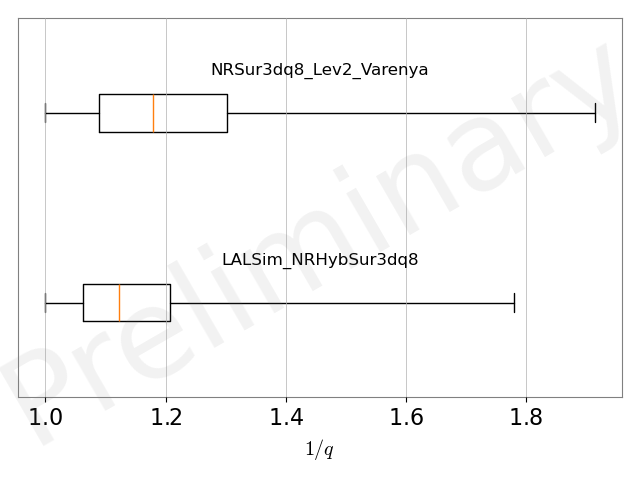 NRSur3dq8_Lev2_Varenya
LALSim_NRHybSur3dq8
Preliminary
1.0 1.2 1.4 1.6 1.8
1/q